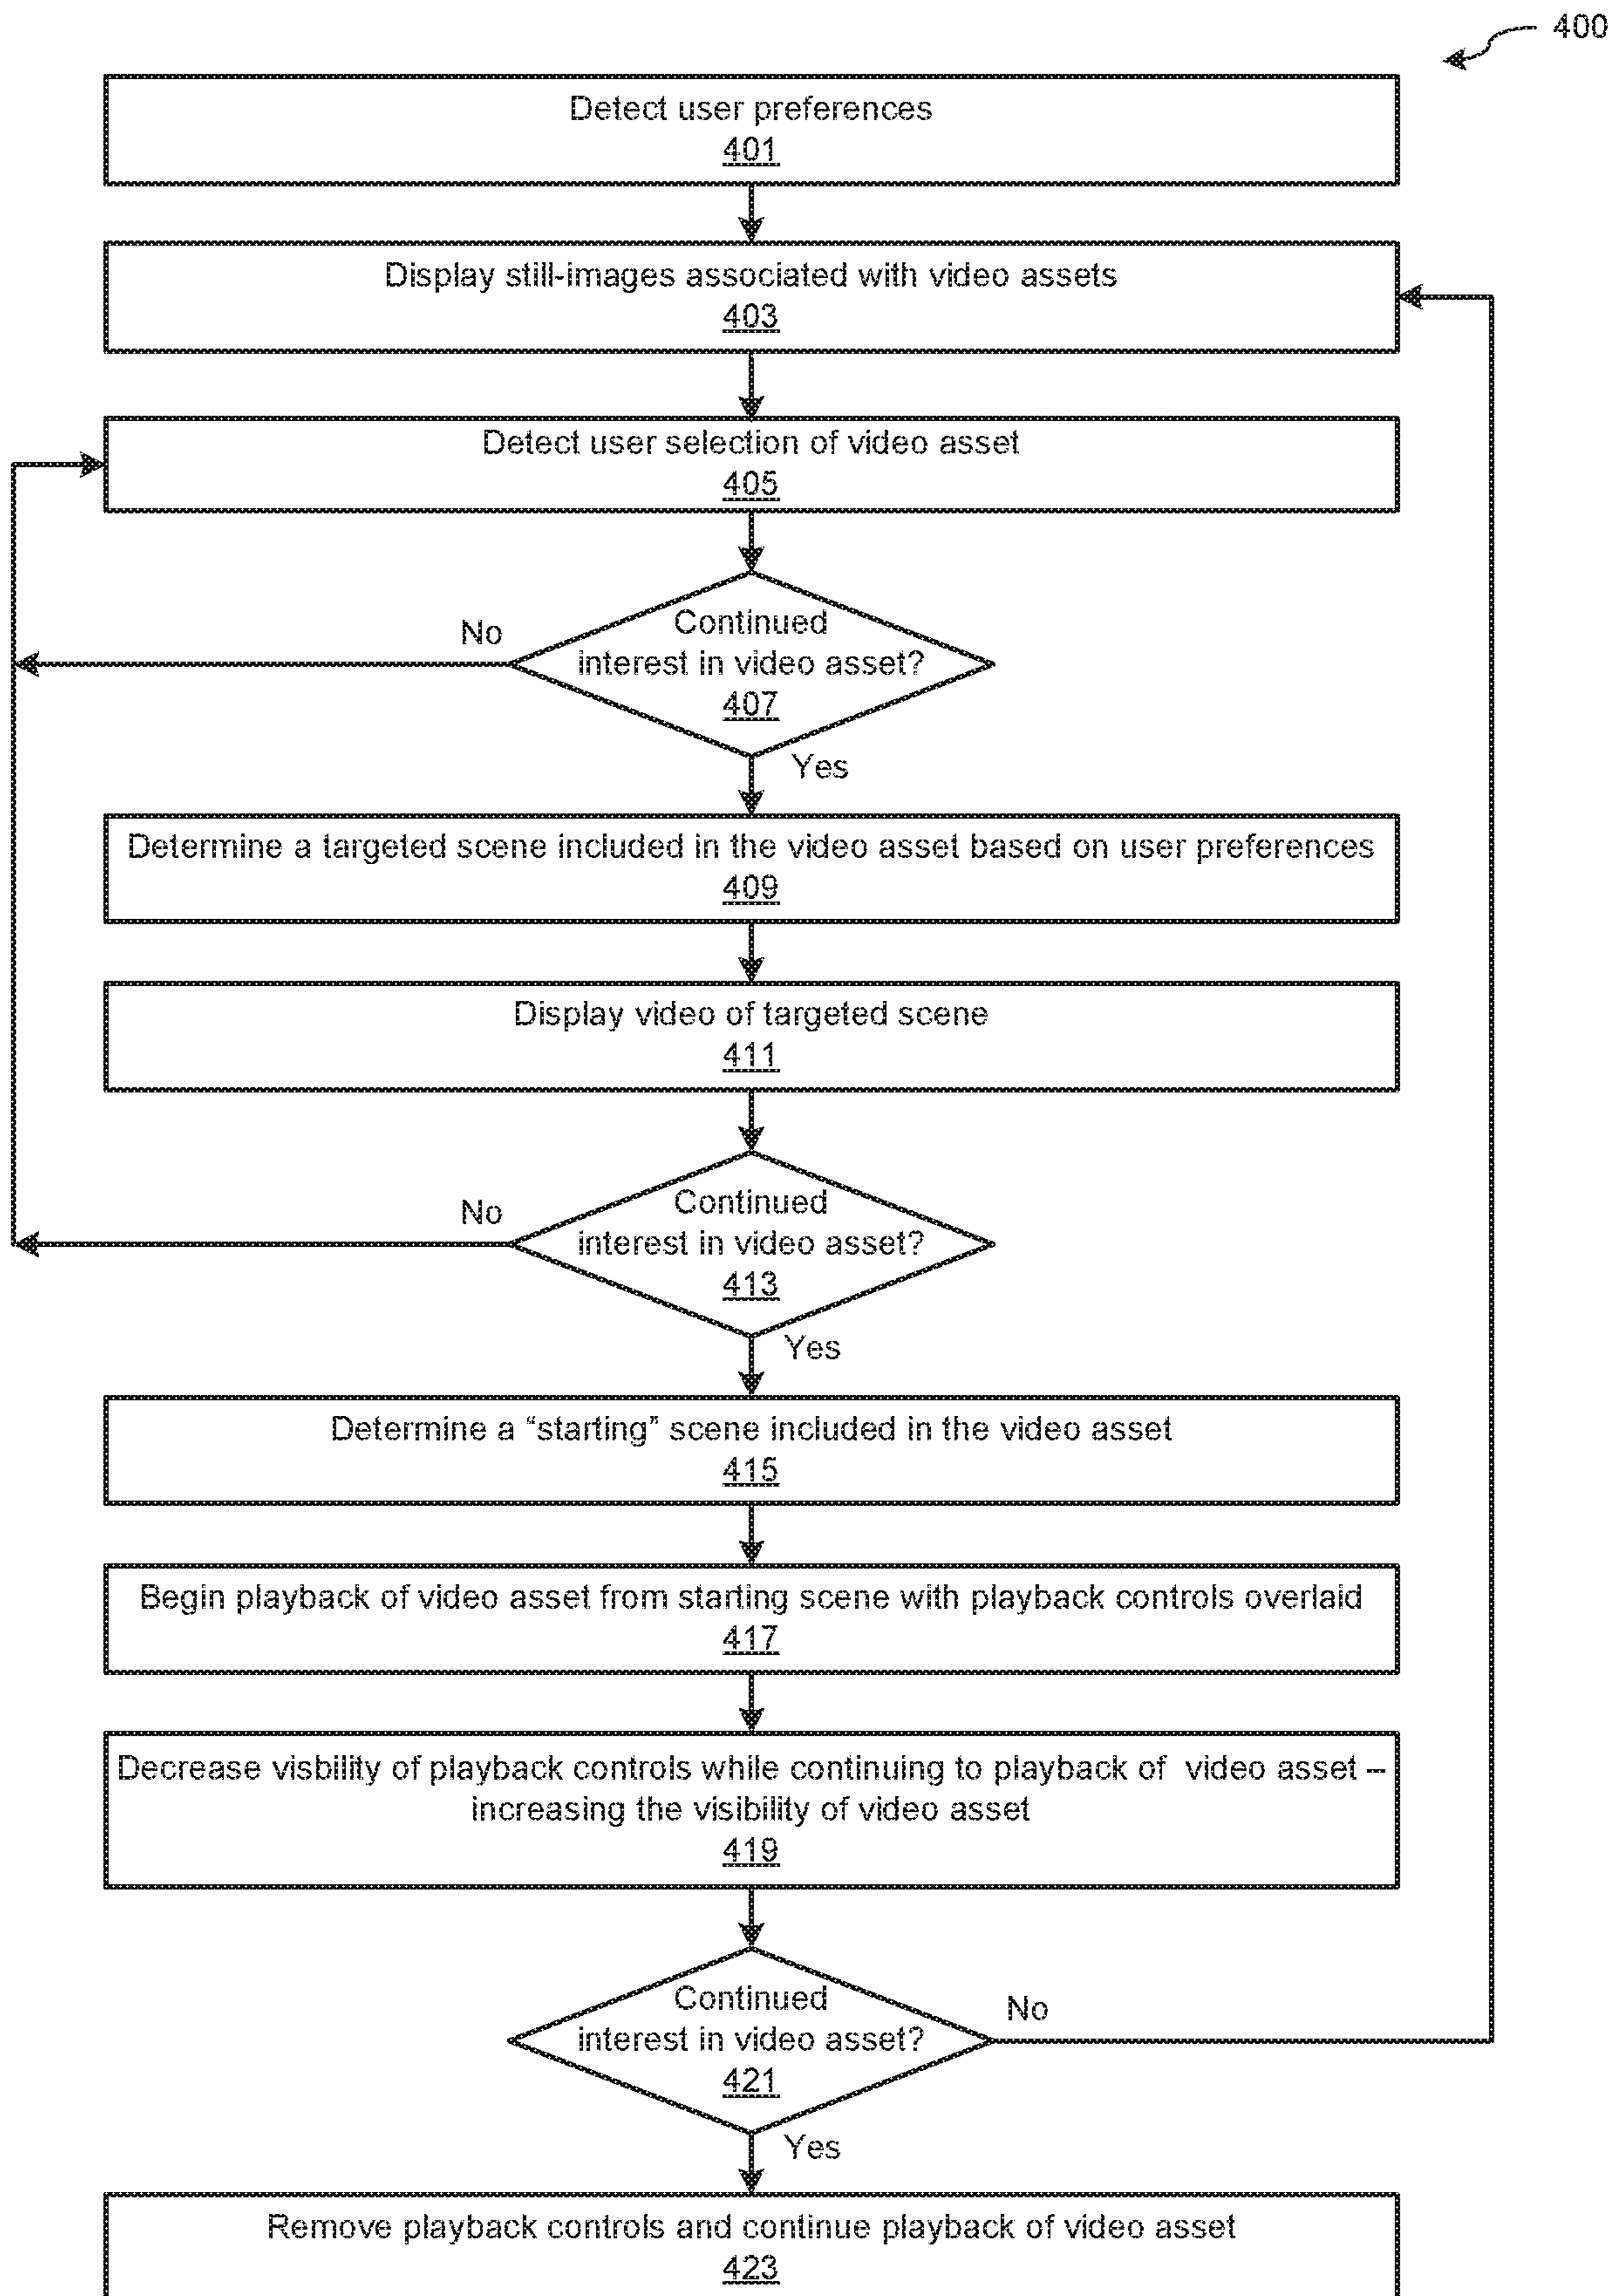 400
Detect user preferences
401
Display still-images associated with video assets
403
Detect user selection of video asset
405
Continued
interest in video asset?
407
No
Yes
Determine a targeted scene included in the video asset based on user preferences
409
Display video of targeted scene
411
Continued
interest in video asset?
413
No
Yes
Determine a “starting” scene included in the video asset
415
Begin playback of video asset from starting scene with playback controls overlaid
417
Decrease visbility of playback controls while continuing to playback of video asset –
increasing the visibility of video asset
419
Continued
interest in video asset?
421
No
Yes
Remove playback controls and continue playback of video asset
423